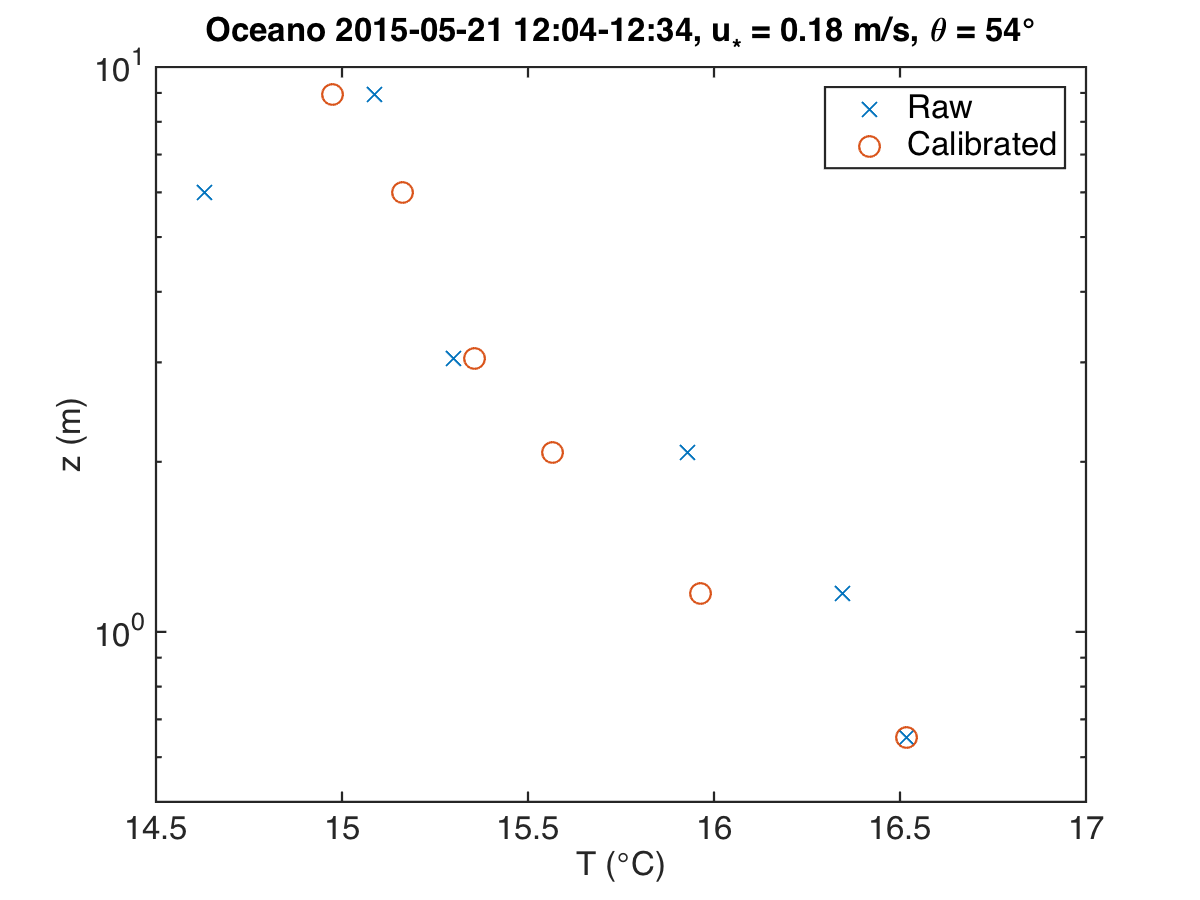 Oceano 2015-05-21 12:04-12:34, u* = 0.18 m/s, θ = 54°
10¹
Raw
Calibrated
z (m)
10⁰
14.5 15 15.5 16 16.5 17
T (°C)